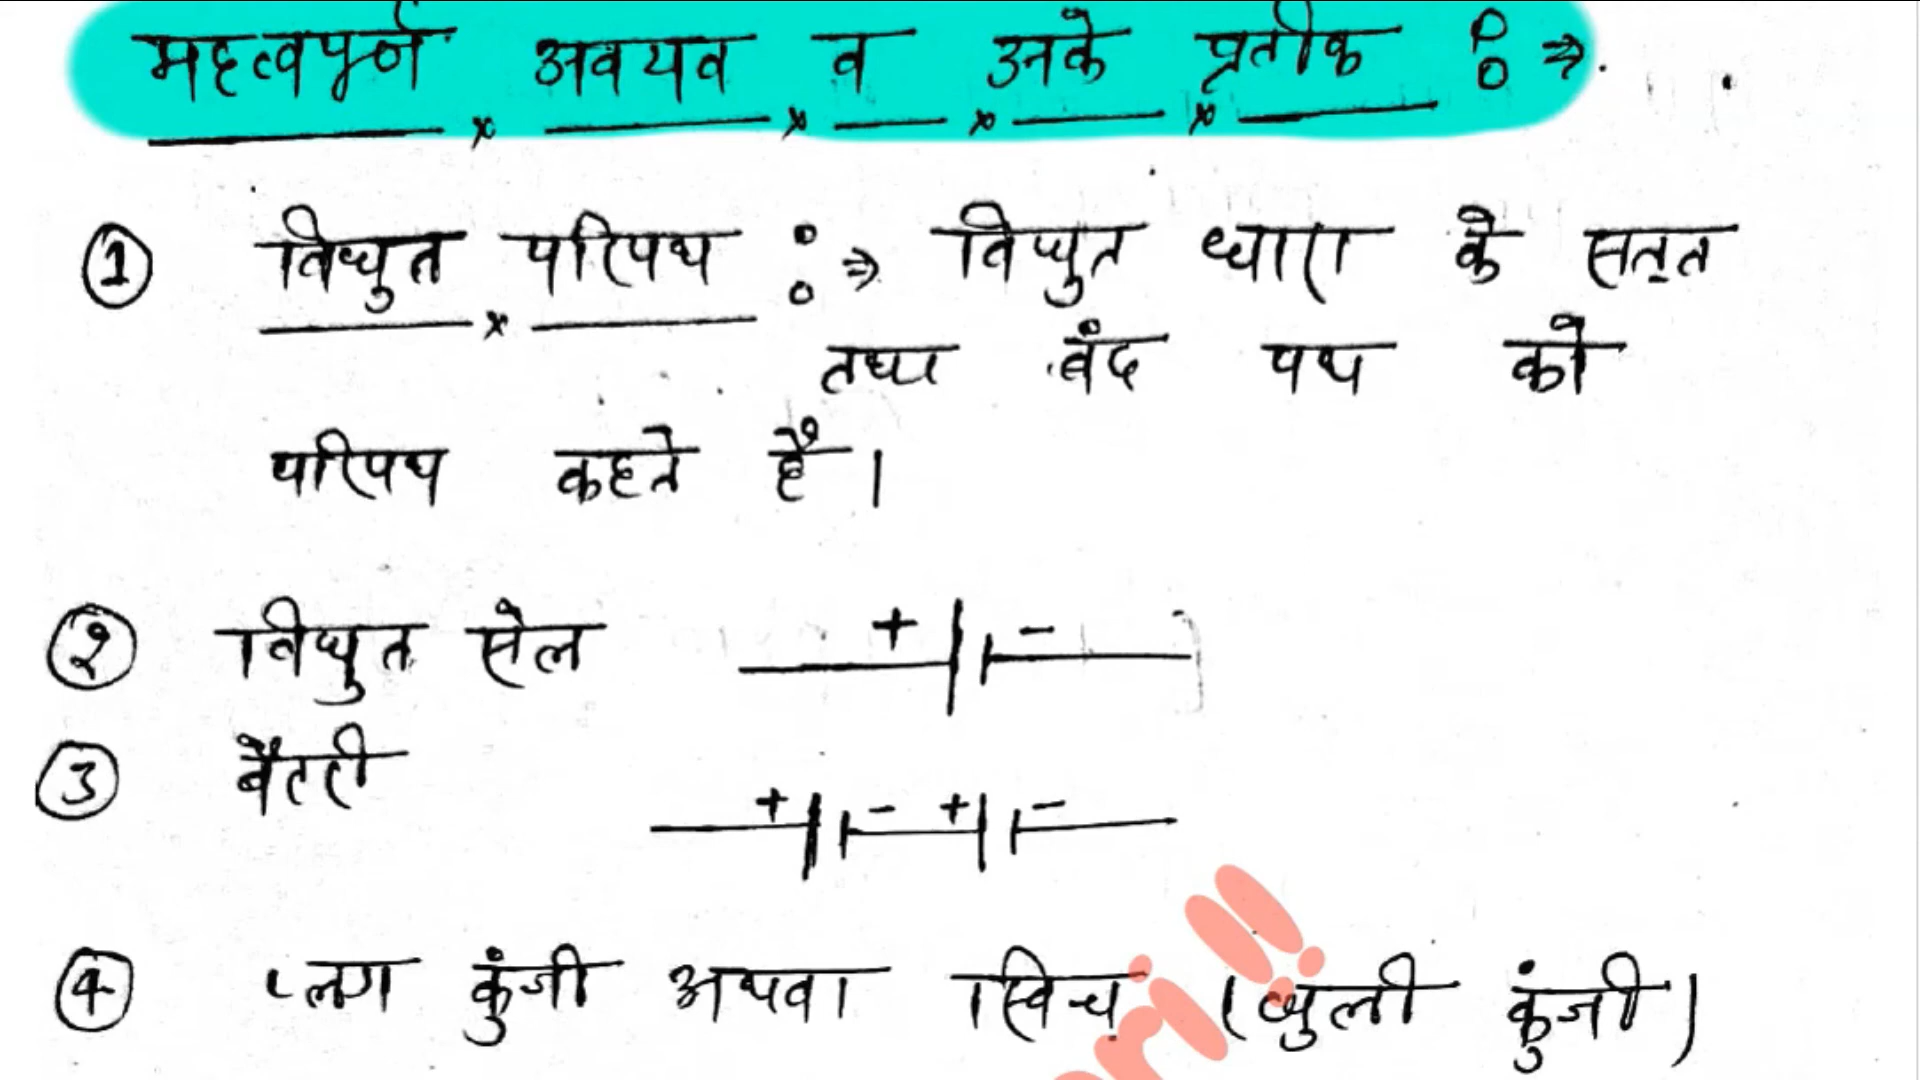 महत्वपूर्ण अवयव व उनके प्रतीक :⇒
① विधुत परिपथ :⇒ विधुत धारा के सतत
तथा बंद पथ को
परिपथ कहते है।
② विधुत सेल + -
③ बैटरी
+ - + -
④ प्लग कुंजी अथवा स्विच (खुली कुंजी)